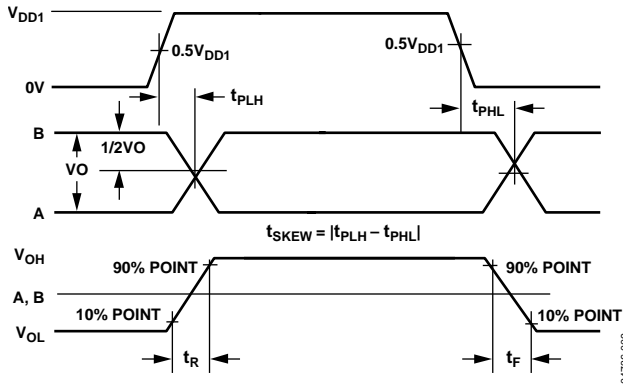 VDD1
0.5VDD1
0.5VDD1
0V
tPLH
tPHL
B
1/2VO
VO
A
tSKEW = |tPLH – tPHL|
VOH
90% POINT
90% POINT
A, B
10% POINT
10% POINT
VOL
tR
tF